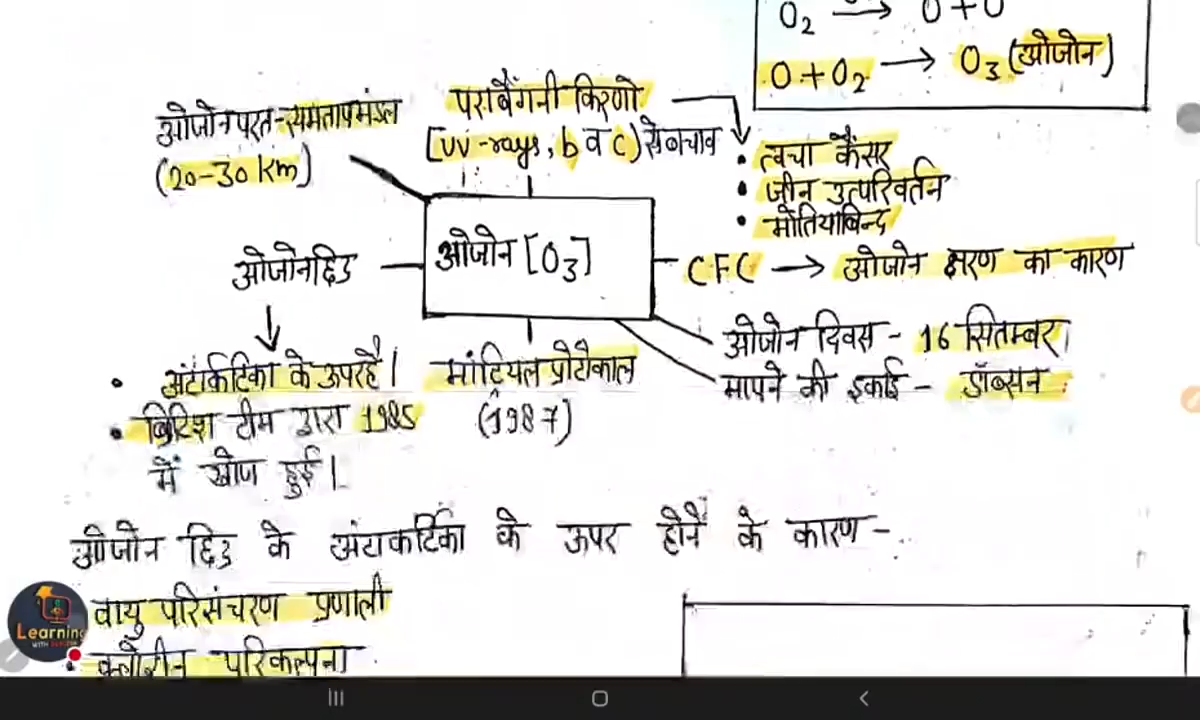 O₂ → O + O
O + O₂ → O₃ (ओजोन)
ओजोन परत - समतापमंडल
(20-30 km)
पराबैंगनी किरणो
[uv-rays, b व c) से बचाव
• त्वचा कैंसर
• जीन उत्परिवर्तन
• मोतियाबिन्द
ओजोन [O₃]
ओजोन छिद्र
CFC → ओजोन क्षरण का कारण
ओजोन दिवस - 16 सितम्बर
मापने की इकाई - डॉब्सन
• अंटार्कटिका के उपर है।
• ब्रिटिश टीम द्वारा 1985
में खोज हुई।
मांट्रियल प्रोटोकाल
(1987)
ओजोन छिद्र के अंटार्कटिका के ऊपर होने के कारण -
वायु परिसंचरण प्रणाली
• क्लोरीन परिकल्पना
Learning